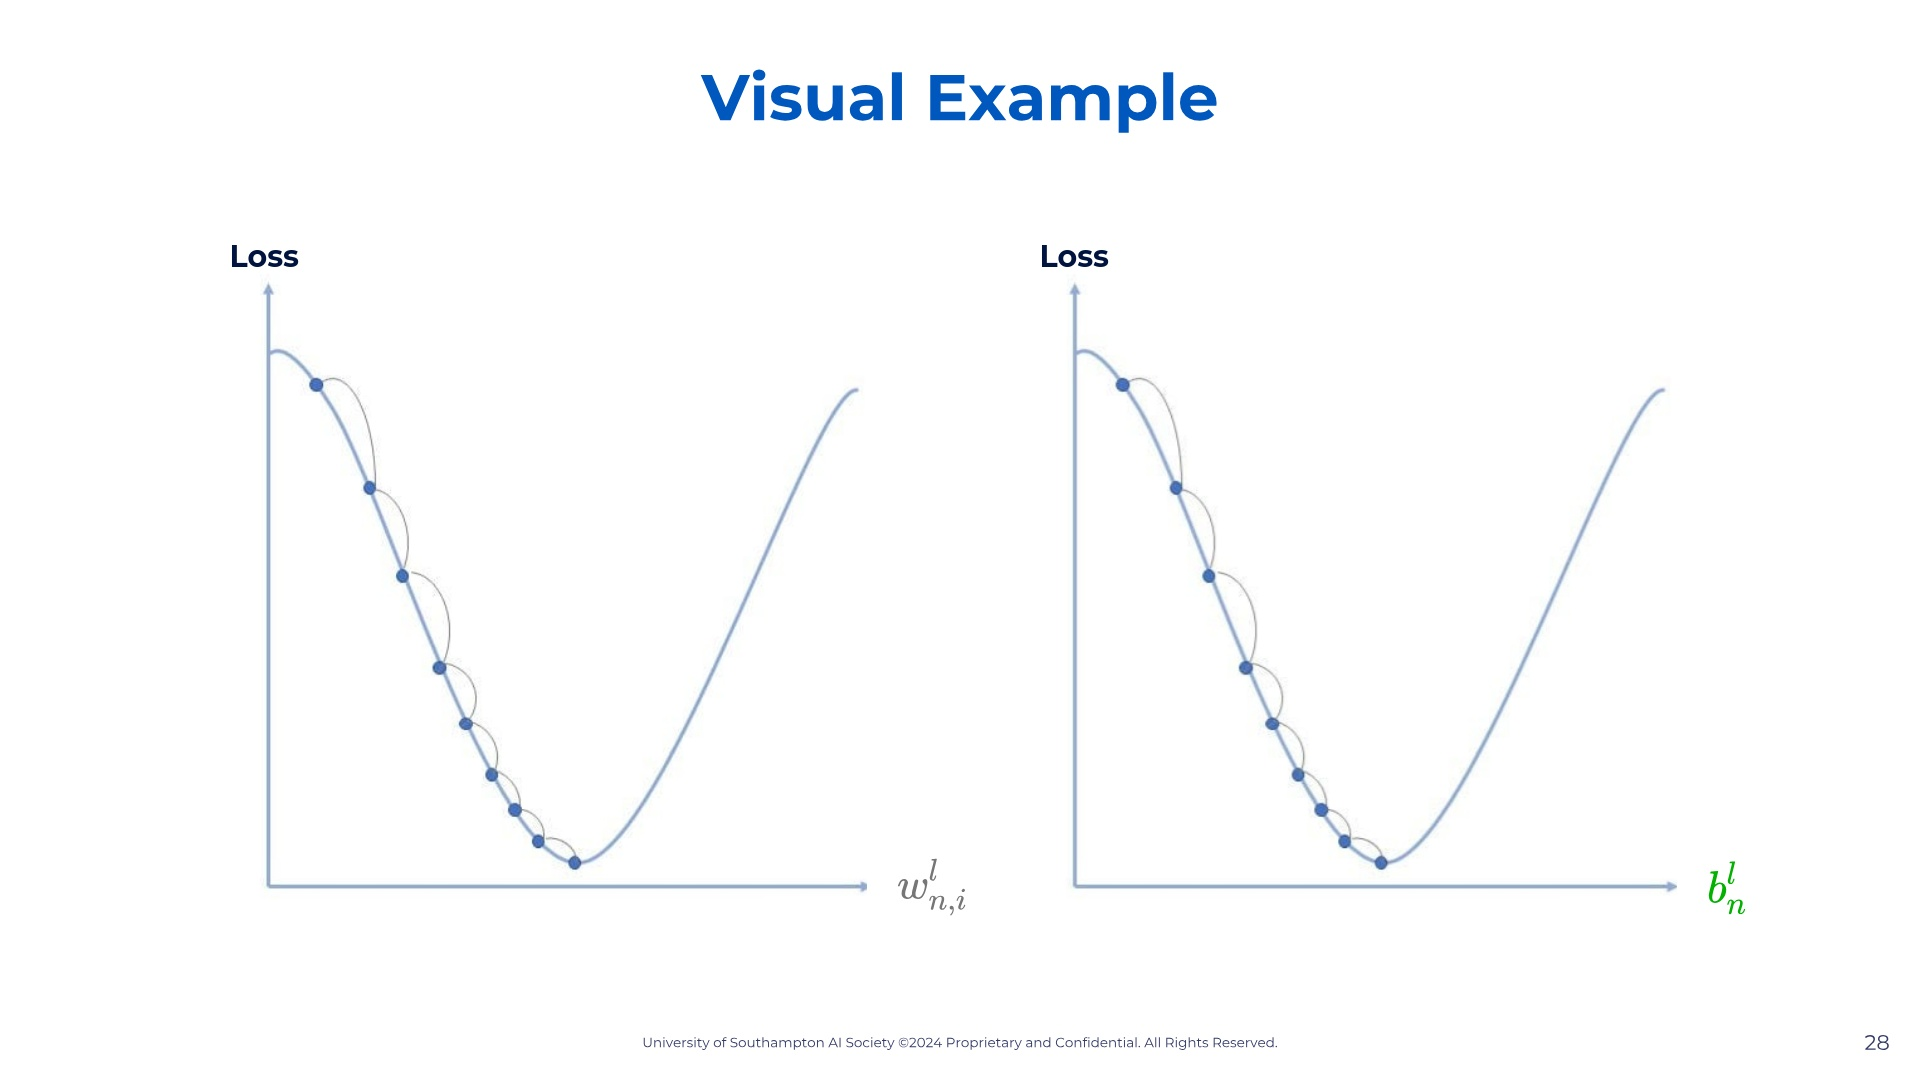 Visual Example
Loss
Loss
w^l_{n,i}
b^l_n
University of Southampton AI Society ©2024 Proprietary and Confidential. All Rights Reserved.
28